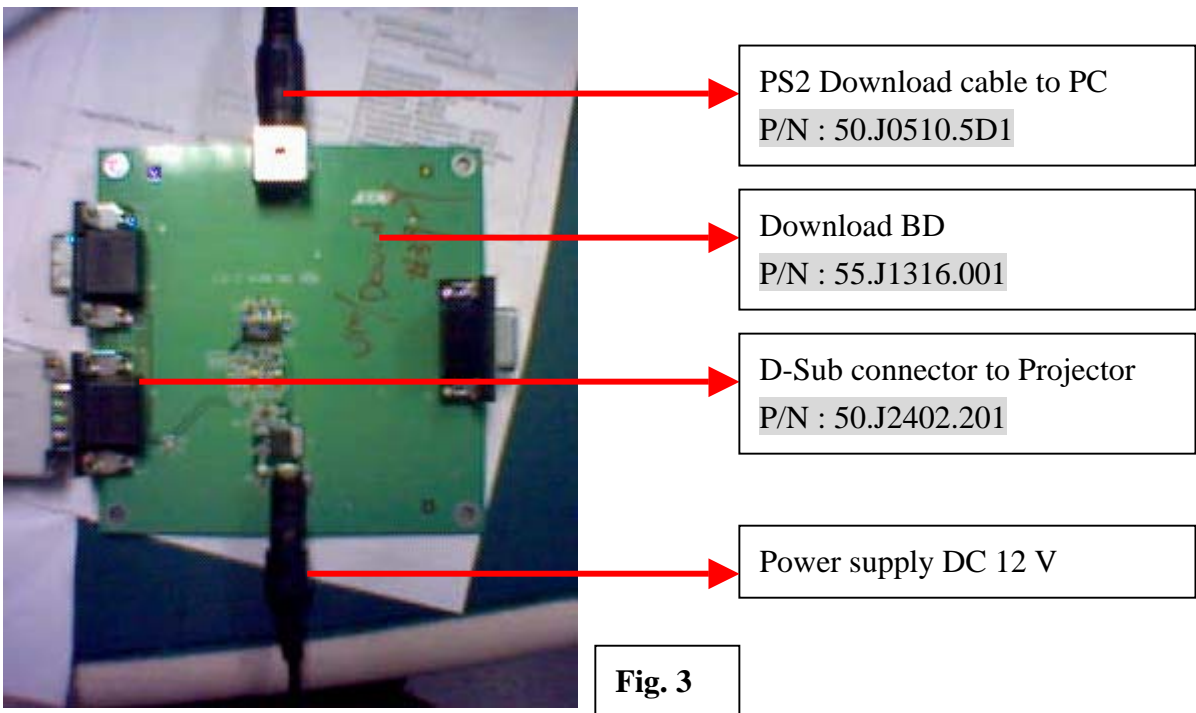 PS2 Download cable to PC
P/N : 50.J0510.5D1
Download BD
P/N : 55.J1316.001
D-Sub connector to Projector
P/N : 50.J2402.201
Power supply DC 12 V
Fig. 3